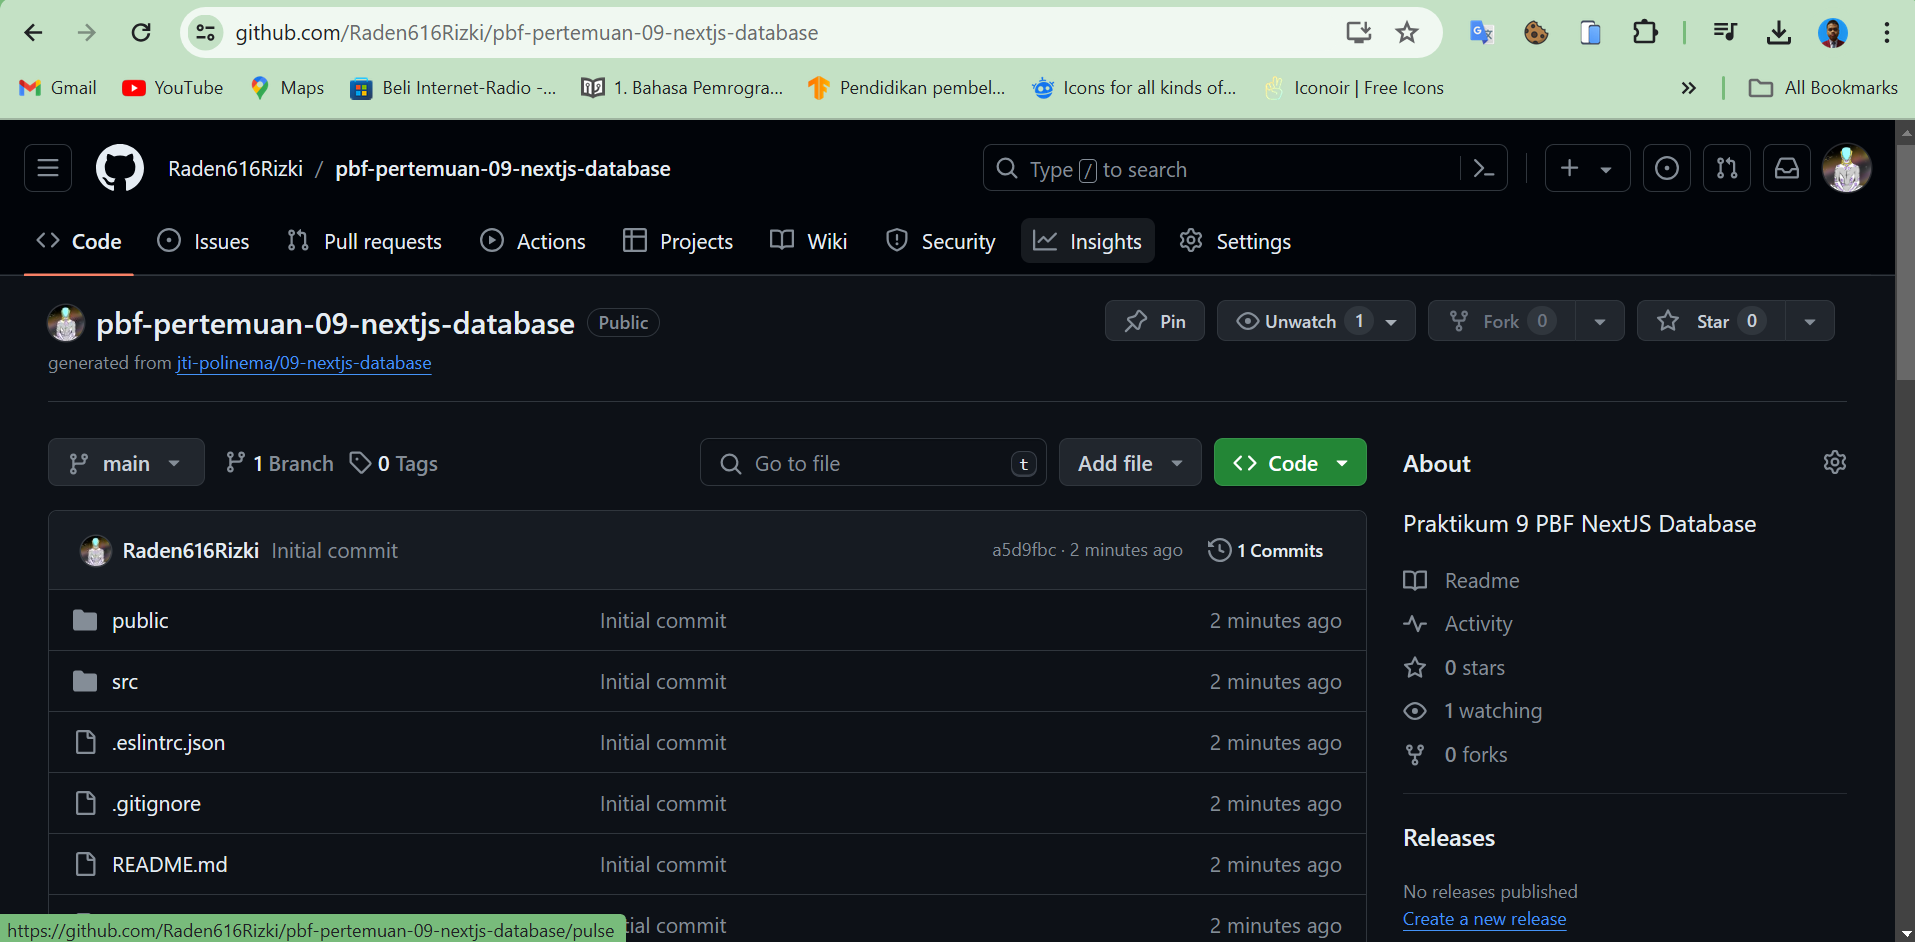 github.com/Raden616Rizki/pbf-pertemuan-09-nextjs-database
Gmail YouTube Maps Beli Internet-Radio -... 1. Bahasa Pemrogra... Pendidikan pembel... Icons for all kinds of... Iconoir | Free Icons » All Bookmarks
Raden616Rizki / pbf-pertemuan-09-nextjs-database Type / to search
Code Issues Pull requests Actions Projects Wiki Security Insights Settings
pbf-pertemuan-09-nextjs-database Public Pin Unwatch 1 Fork 0 Star 0
generated from jti-polinema/09-nextjs-database
main 1 Branch 0 Tags Go to file t Add file Code About
Praktikum 9 PBF NextJS Database
Raden616Rizki Initial commit a5d9fbc · 2 minutes ago 1 Commits
Readme
public Initial commit 2 minutes ago
Activity
src Initial commit 2 minutes ago
0 stars
1 watching
.eslintrc.json Initial commit 2 minutes ago
0 forks
.gitignore Initial commit 2 minutes ago
Releases
README.md Initial commit 2 minutes ago
No releases published
Create a new release
tial commit 2 minutes ago
https://github.com/Raden616Rizki/pbf-pertemuan-09-nextjs-database/pulse